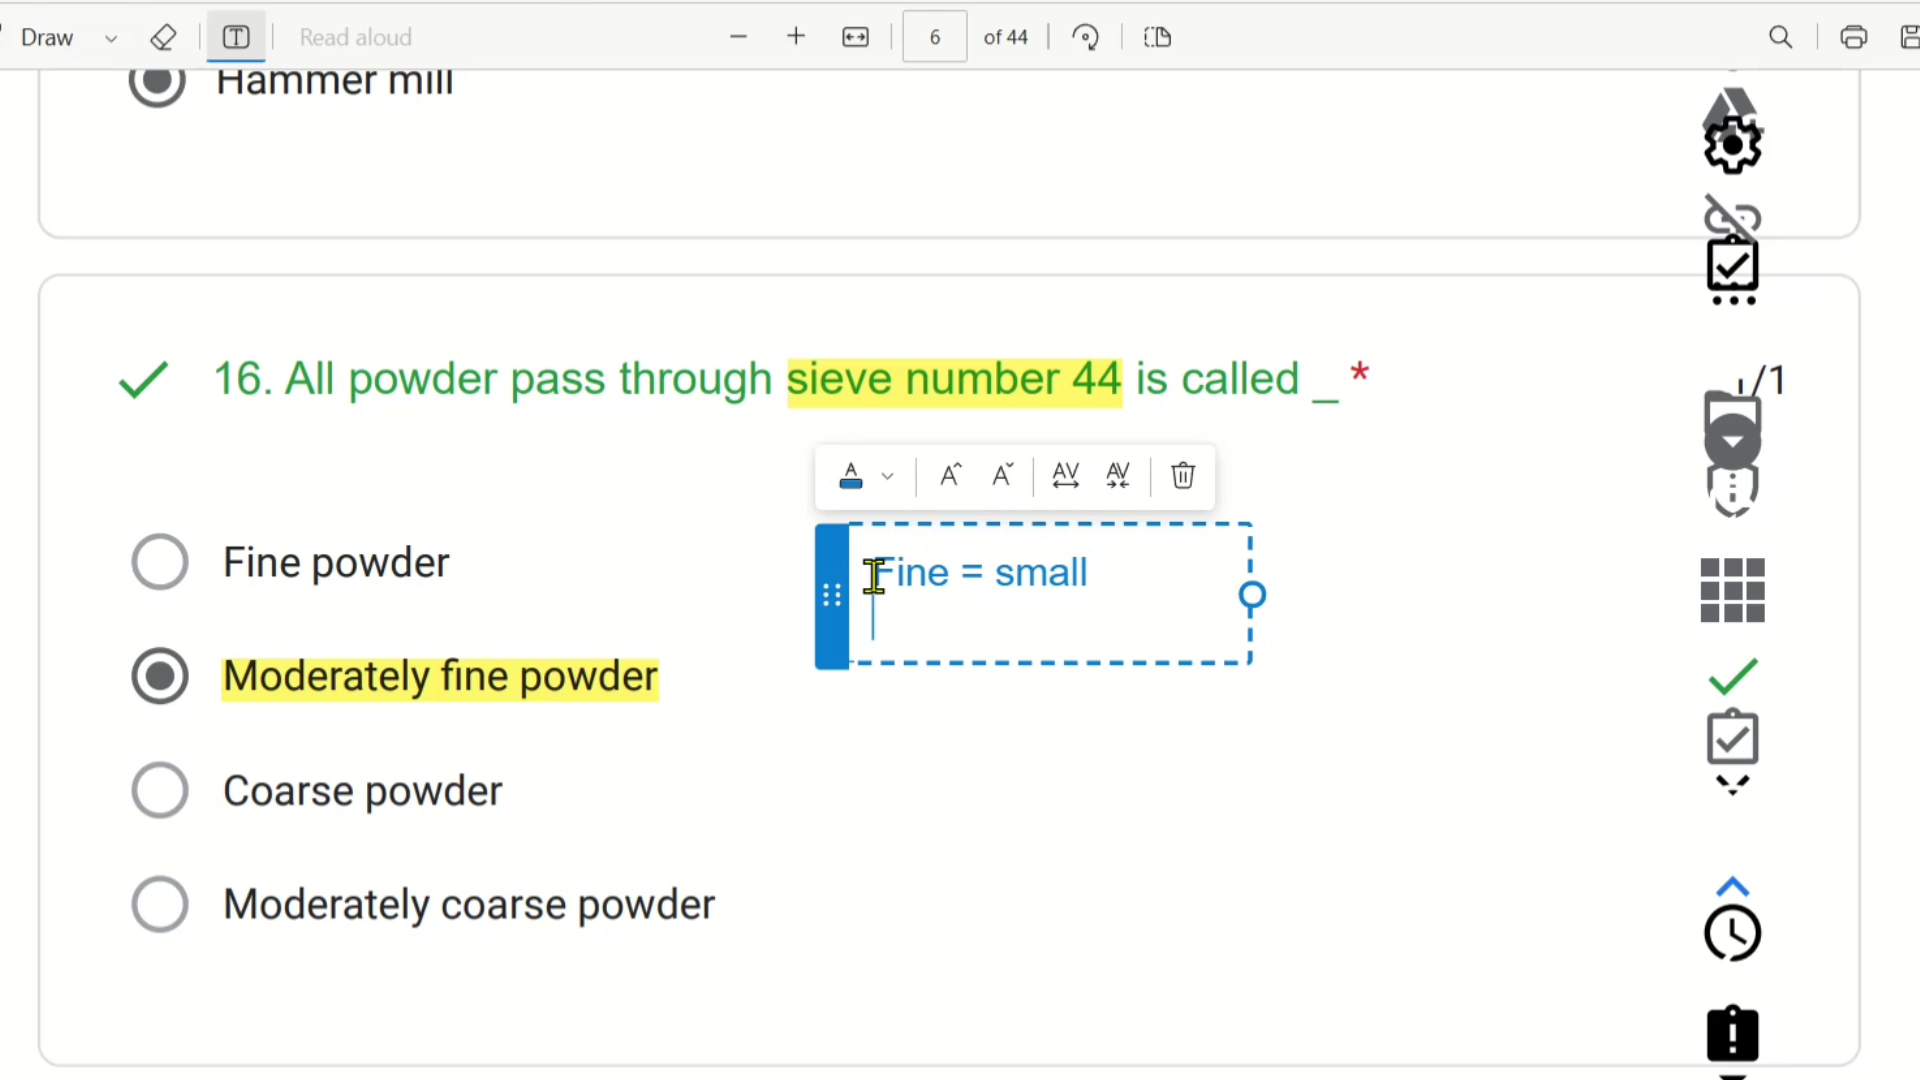 Draw
Read aloud
6 of 44
Hammer mill
16. All powder pass through sieve number 44 is called _ *
/1
Fine powder
Fine = small
Moderately fine powder
Coarse powder
Moderately coarse powder